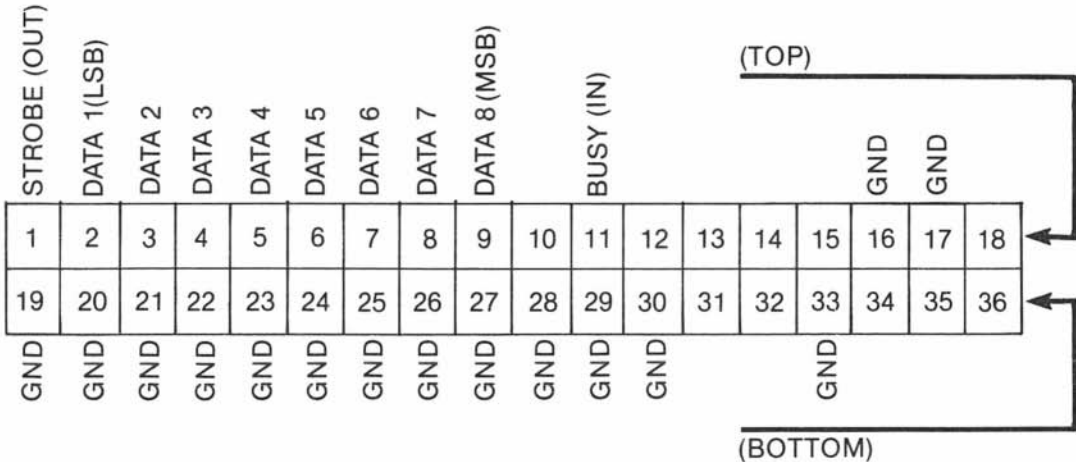 (TOP)
STROBE (OUT) DATA 1(LSB) DATA 2 DATA 3 DATA 4 DATA 5 DATA 6 DATA 7 DATA 8 (MSB) BUSY (IN) GND GND
1 2 3 4 5 6 7 8 9 10 11 12 13 14 15 16 17 18
19 20 21 22 23 24 25 26 27 28 29 30 31 32 33 34 35 36
GND GND GND GND GND GND GND GND GND GND GND GND GND
(BOTTOM)